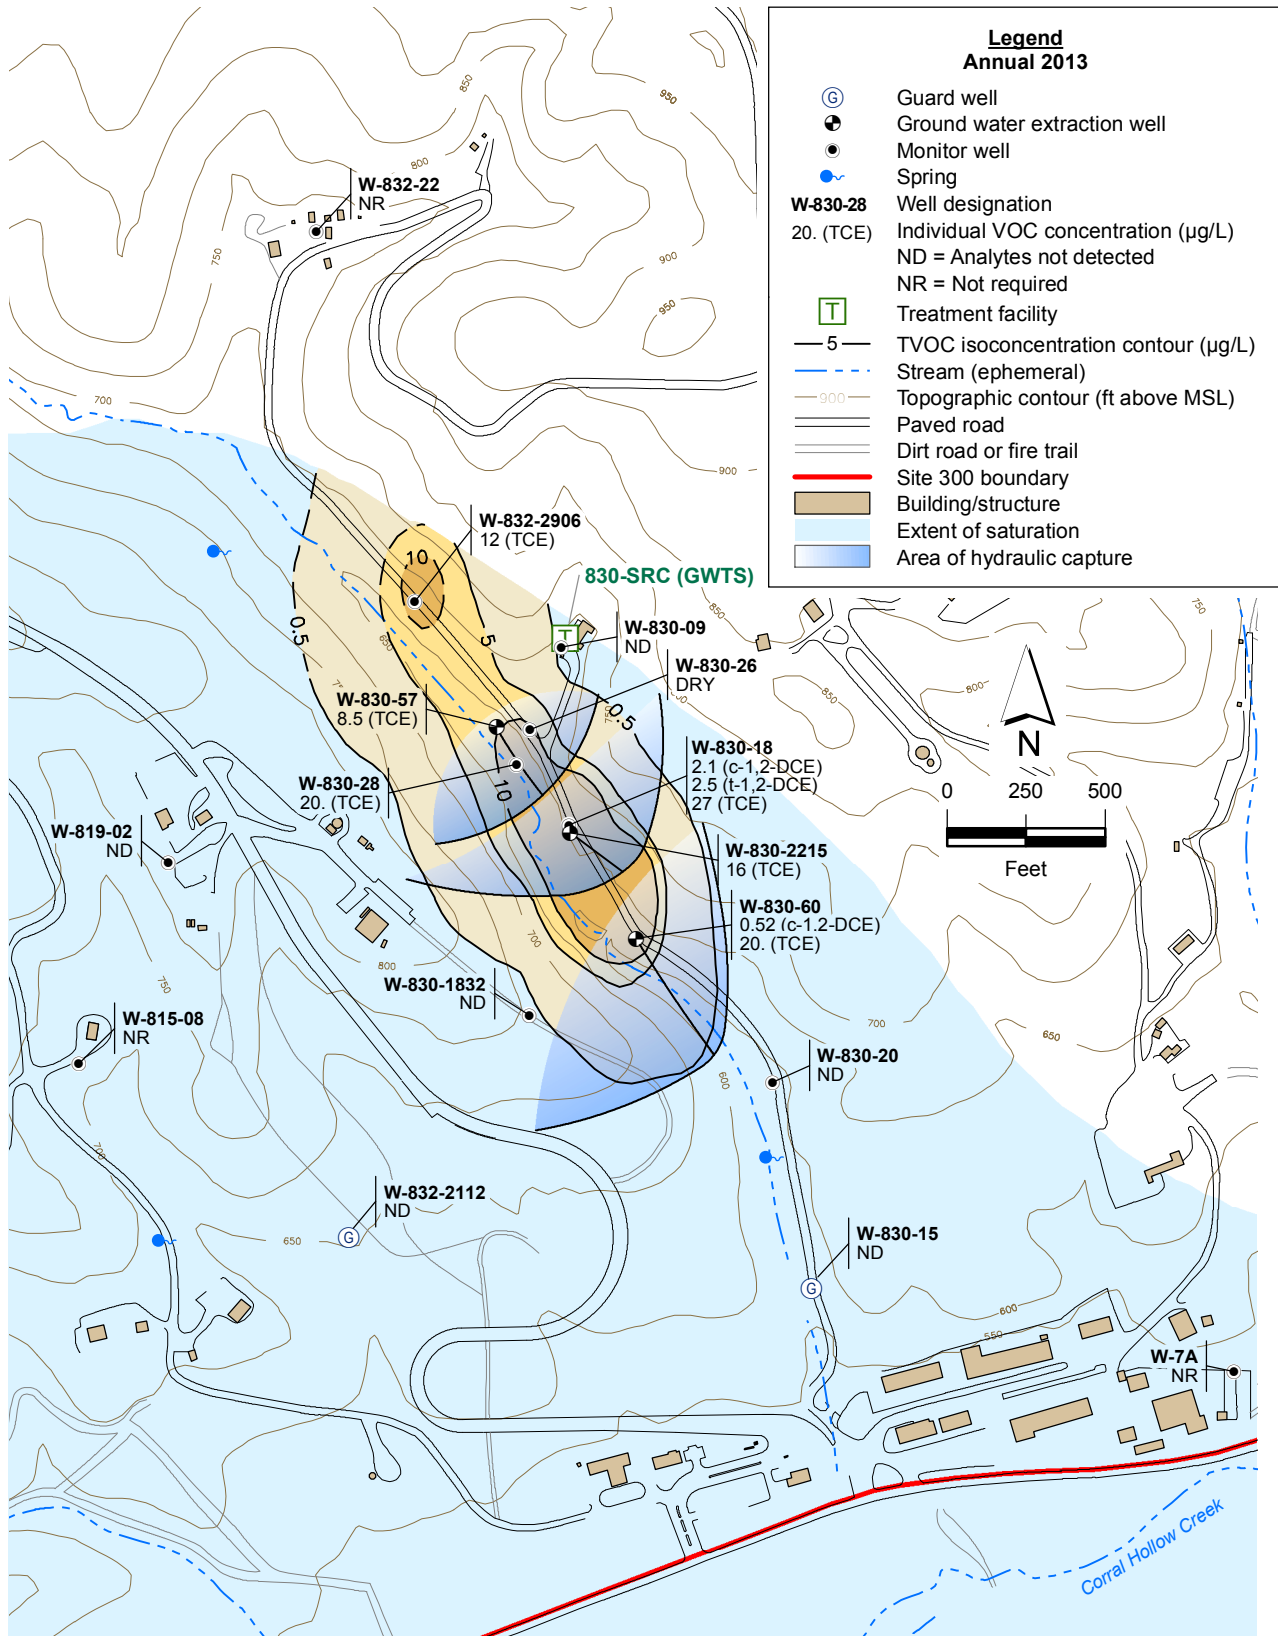 Legend
Annual 2013
Guard well
Ground water extraction well
Monitor well
Spring
W-830-28 Well designation
20. (TCE) Individual VOC concentration (µg/L)
ND = Analytes not detected
NR = Not required
T Treatment facility
5 TVOC isoconcentration contour (µg/L)
Stream (ephemeral)
900 Topographic contour (ft above MSL)
Paved road
Dirt road or fire trail
Site 300 boundary
Building/structure
Extent of saturation
Area of hydraulic capture
G
850
950
800
W-832-22
NR
750
900
950
700
900
W-832-2906
12 (TCE)
10
830-SRC (GWTS)
850
750
0.5
5
T
W-830-09
ND
650
W-830-26
DRY
800
850
W-830-57
8.5 (TCE)
0.5
750
N
W-830-18
2.1 (c-1,2-DCE)
2.5 (t-1,2-DCE)
27 (TCE)
W-830-28
20. (TCE)
10
0 250 500
Feet
W-819-02
ND
W-830-2215
16 (TCE)
W-830-60
0.52 (c-1.2-DCE)
20. (TCE)
700
800
750
W-830-1832
ND
W-815-08
NR
700
650
W-830-20
ND
600
700
W-832-2112
ND
G
650
W-830-15
ND
G
600
550
W-7A
NR
Corral Hollow Creek